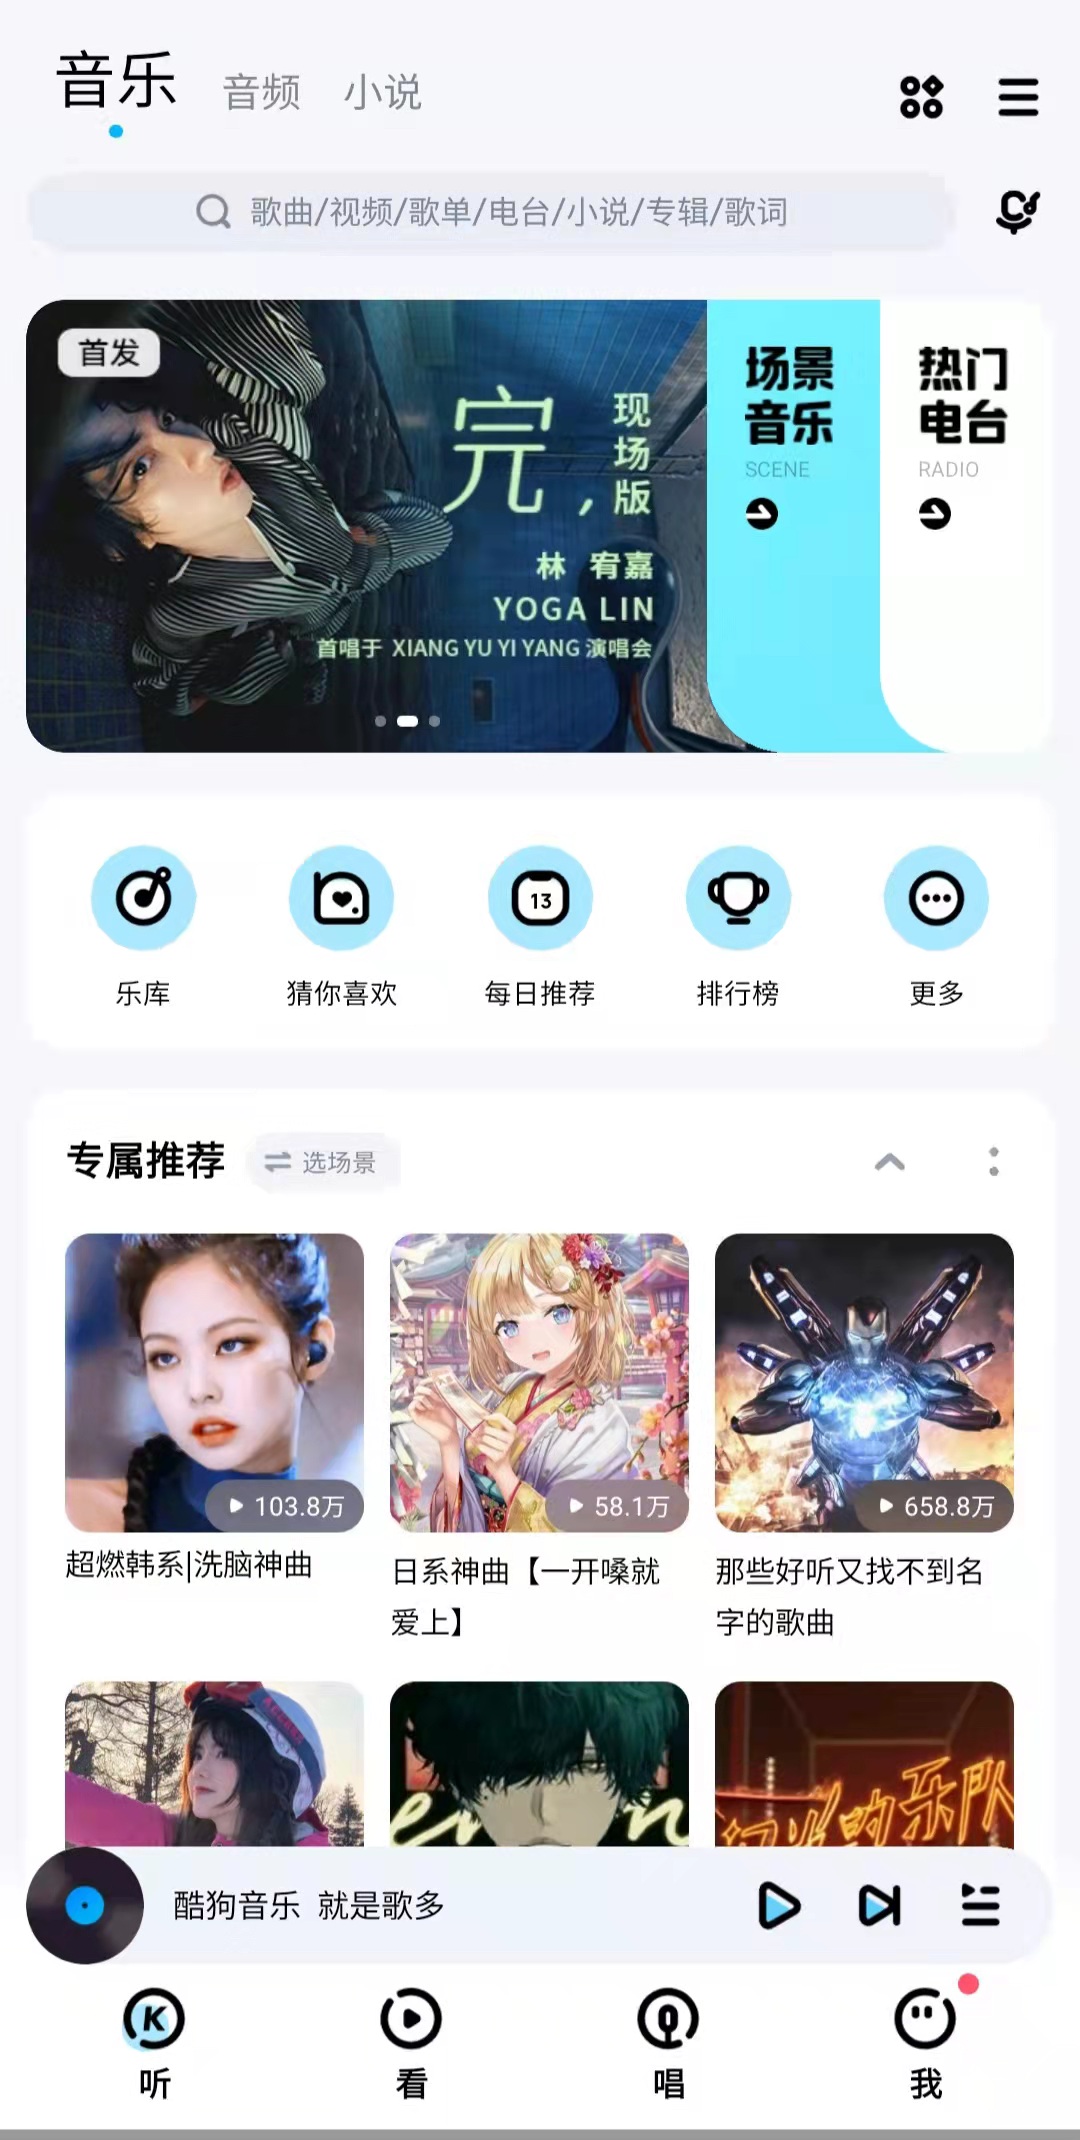 音乐
音频
小说
歌曲/视频/歌单/电台/小说/专辑/歌词
首发
完，
现场版
林 宥嘉
YOGA LIN
首唱于 XIANG YU YI YANG 演唱会
场景
音乐
SCENE
热门
电台
RADIO
13
乐库
猜你喜欢
每日推荐
排行榜
更多
专属推荐
选场景
103.8万
58.1万
658.8万
超燃韩系|洗脑神曲
日系神曲【一开嗓就
爱上】
那些好听又找不到名
字的歌曲
的乐队
酷狗音乐 就是歌多
K
听
看
唱
我